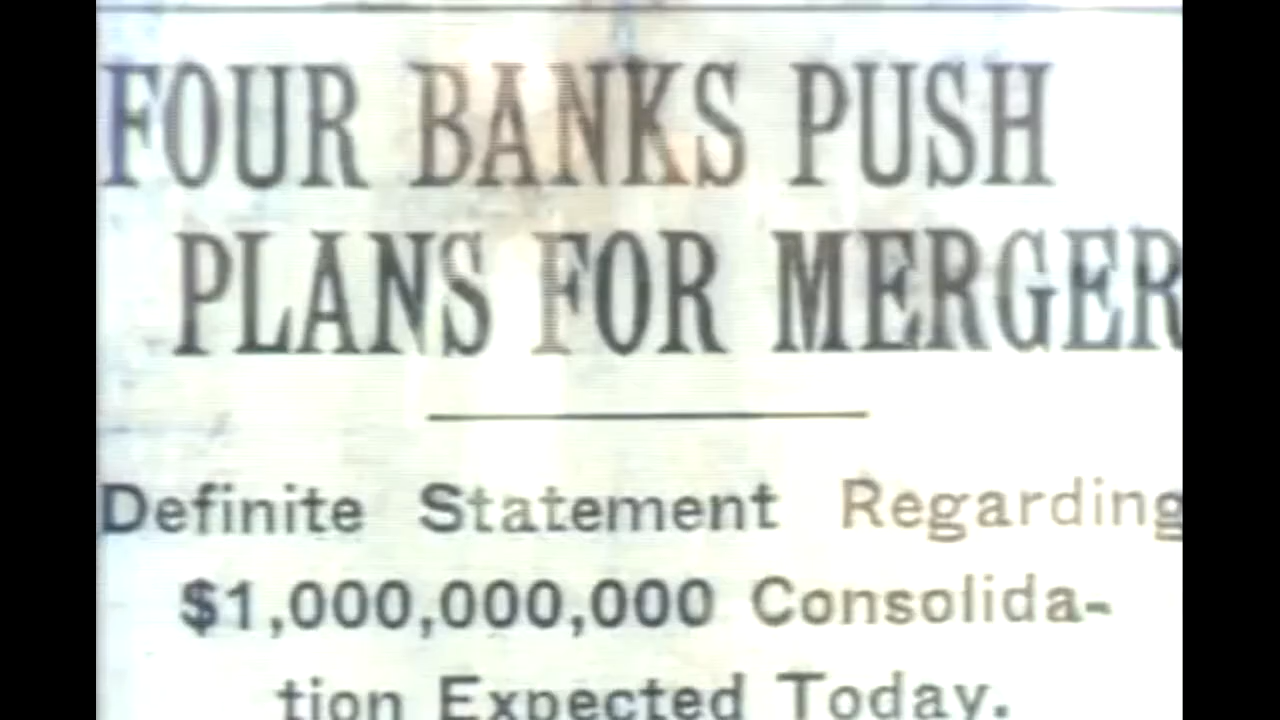 FOUR BANKS PUSH
PLANS FOR MERGER
Definite Statement Regarding
$1,000,000,000 Consolida-
tion Expected Today.